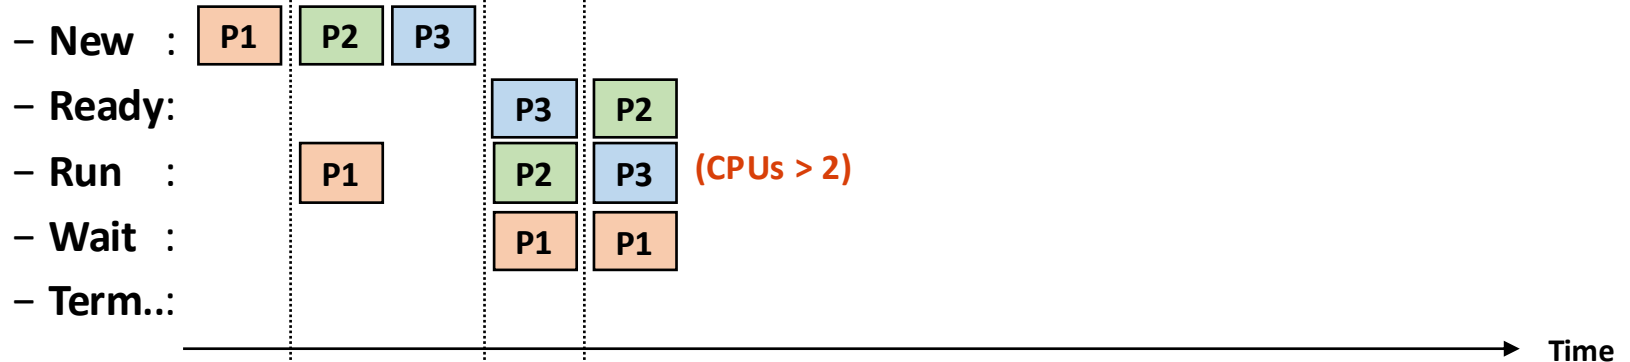 – New : P1 P2 P3
– Ready: P3 P2
– Run : P1 P2 P3 (CPUs > 2)
– Wait : P1 P1
– Term..:
Time